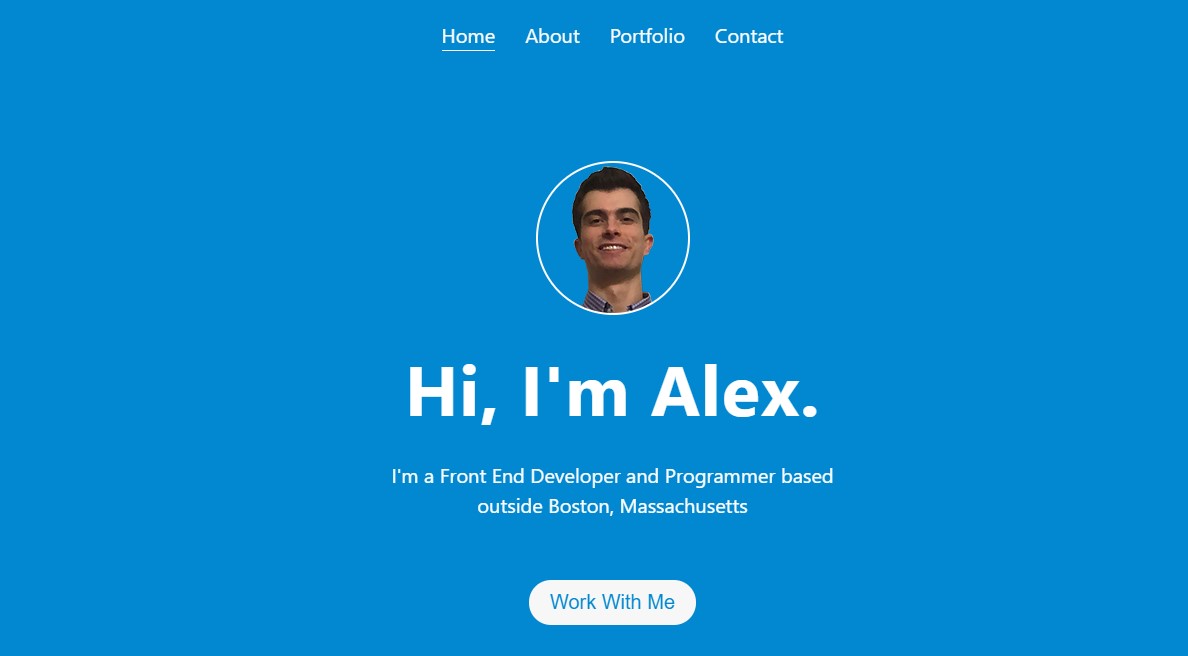 Home About Portfolio Contact
Hi, I'm Alex.
I'm a Front End Developer and Programmer based
outside Boston, Massachusetts
Work With Me